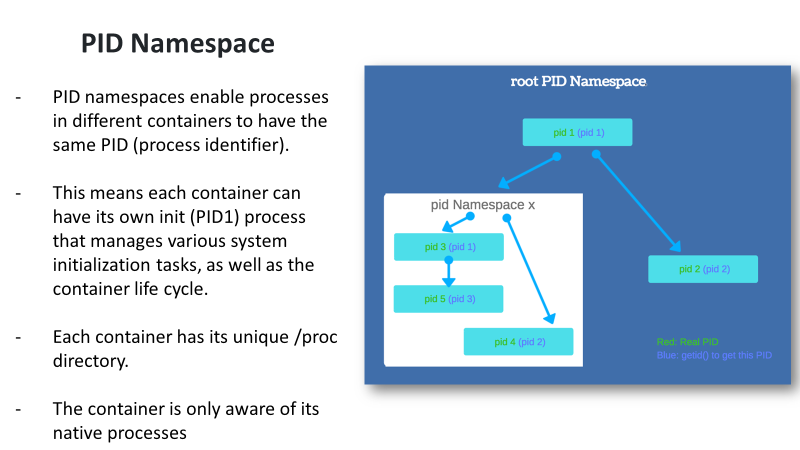 PID Namespace
- PID namespaces enable processes
in different containers to have the
same PID (process identifier).
- This means each container can
have its own init (PID1) process
that manages various system
initialization tasks, as well as the
container life cycle.
- Each container has its unique /proc
directory.
- The container is only aware of its
native processes
root PID Namespace
pid 1 (pid 1)
pid Namespace x
pid 3 (pid 1)
pid 5 (pid 3)
pid 4 (pid 2)
pid 2 (pid 2)
Red: Real PID
Blue: getid() to get this PID